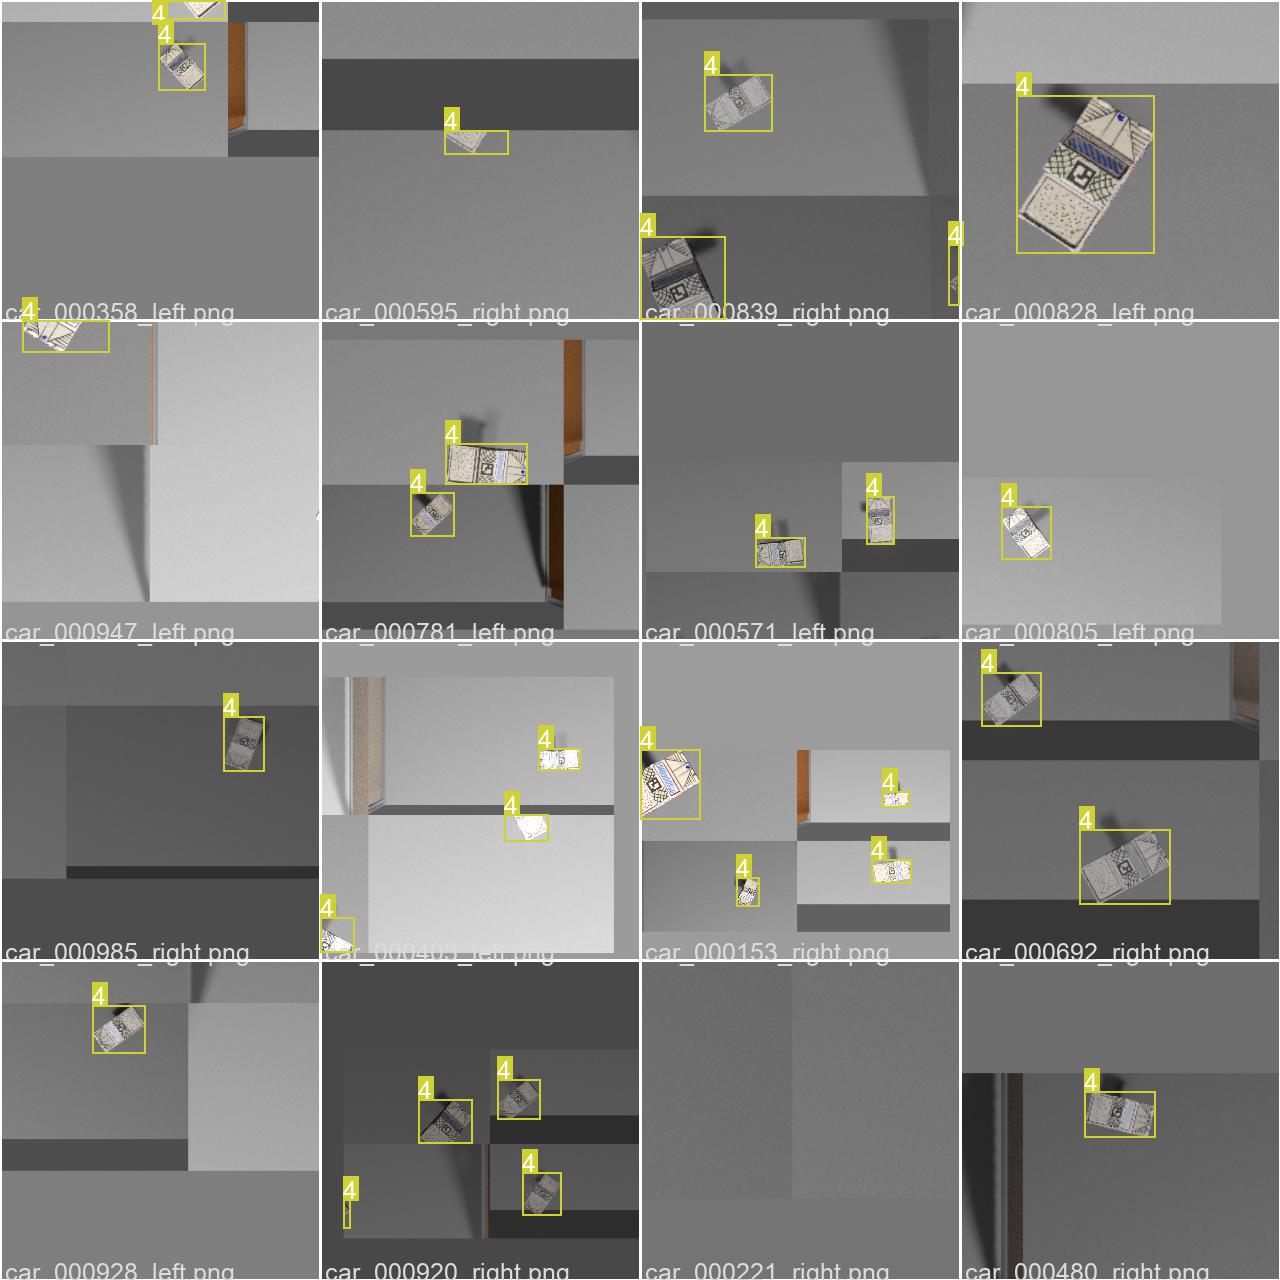 4
4
4
4
4
4
4
4
car_000358_left.png
car_000595_right.png
car_000839_right.png
car_000828_left.png
4
4
4
4
4
4
car_000947_left.png
car_000781_left.png
car_000571_left.png
car_000805_left.png
4
4
4
4
4
4
4
4
4
4
car_000985_right.png
car_000403_left.png
car_000153_right.png
car_000692_right.png
4
4
4
4
4
4
car_000928_left.png
car_000920_right.png
car_000221_right.png
car_000480_right.png